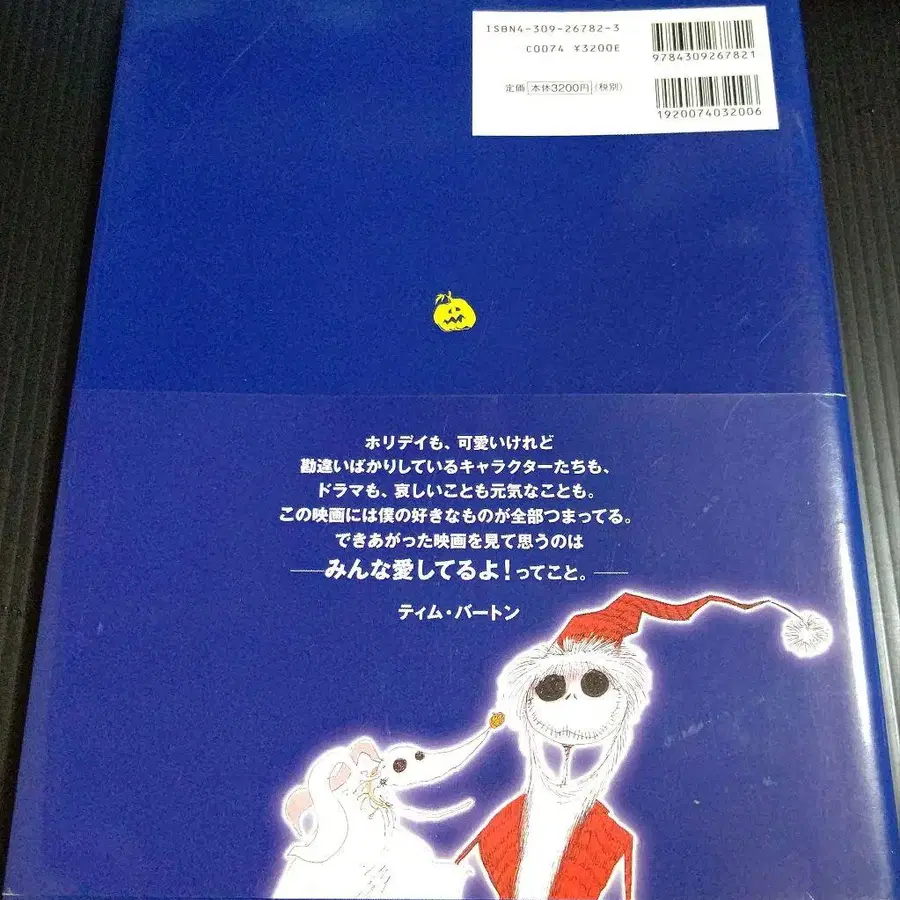 ISBN4-309-26782-3
C0074 ¥3200E
定価 本体3200円 (税別)
9784309267821
1920074032006
ホリデイも、可愛いけれど
勘違いばかりしているキャラクターたちも、
ドラマも、哀しいことも元気なことも。
この映画には僕の好きなものが全部つまってる。
できあがった映画を見て思うのは
──みんな愛してるよ!ってこと。──
ティム・バートン